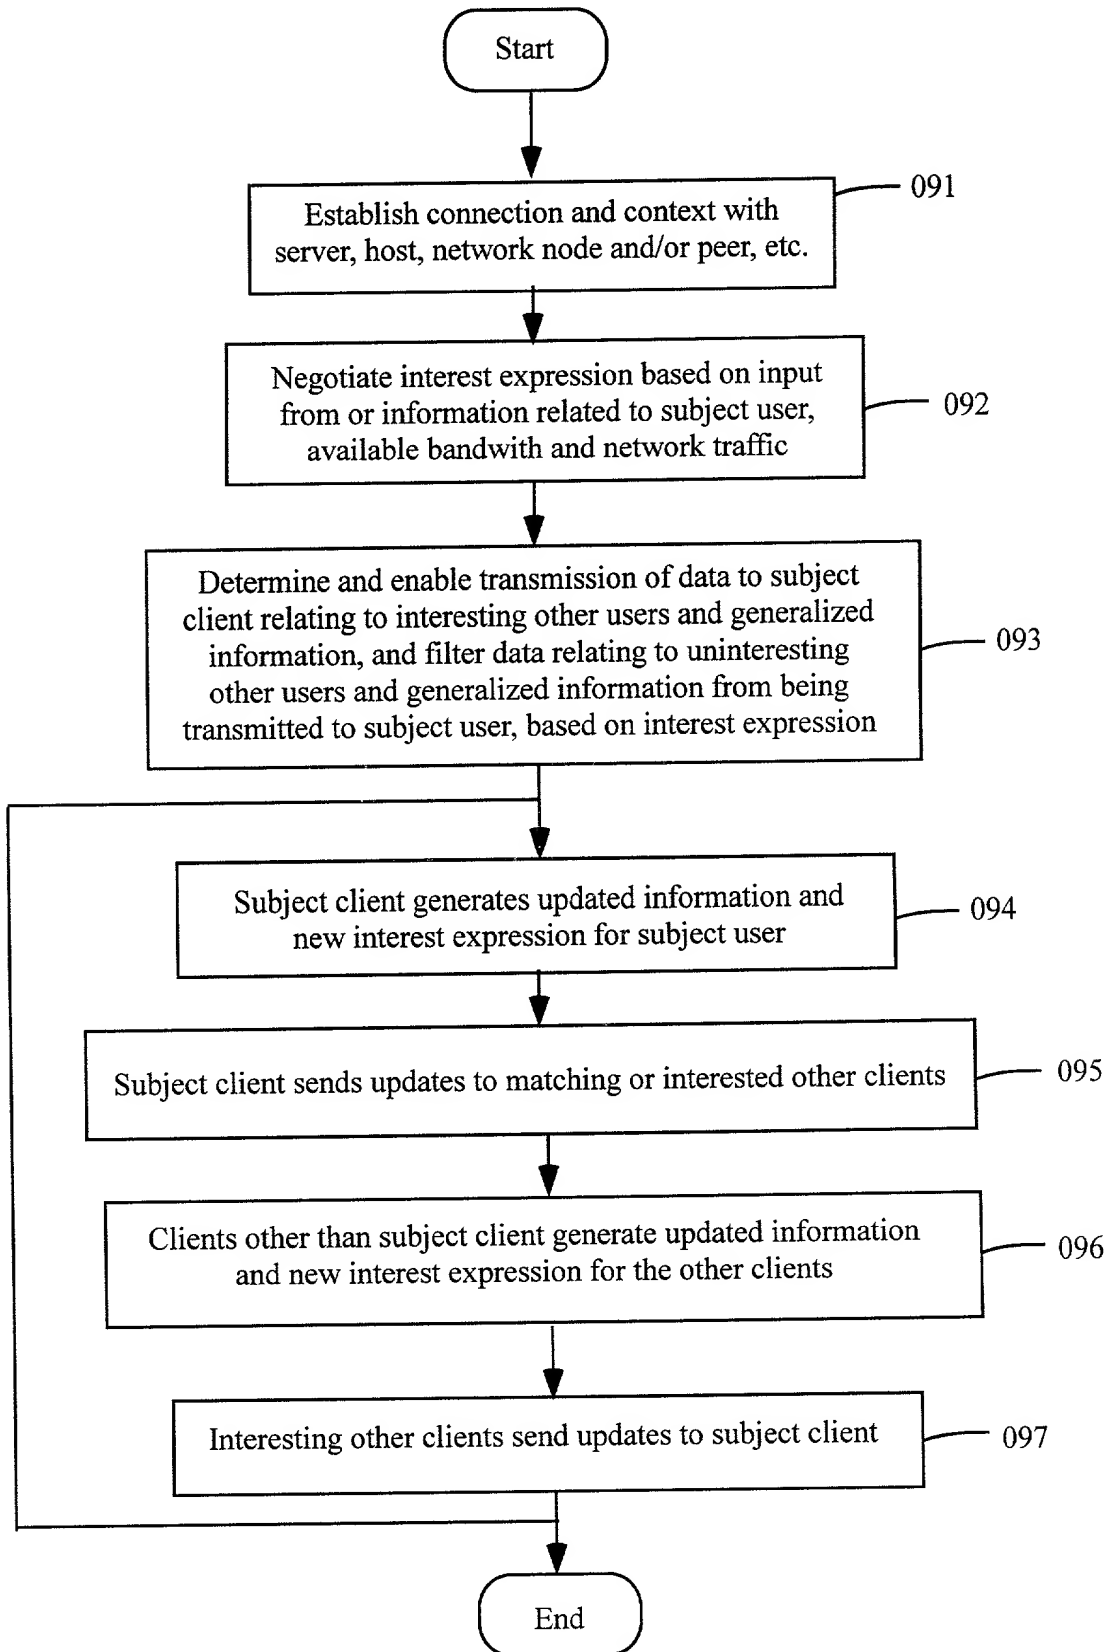 Start
091
Establish connection and context with
server, host, network node and/or peer, etc.
Negotiate interest expression based on input
from or information related to subject user,
available bandwith and network traffic
092
Determine and enable transmission of data to subject
client relating to interesting other users and generalized
information, and filter data relating to uninteresting
other users and generalized information from being
transmitted to subject user, based on interest expression
093
Subject client generates updated information and
new interest expression for subject user
094
Subject client sends updates to matching or interested other clients
095
Clients other than subject client generate updated information
and new interest expression for the other clients
096
Interesting other clients send updates to subject client
097
End